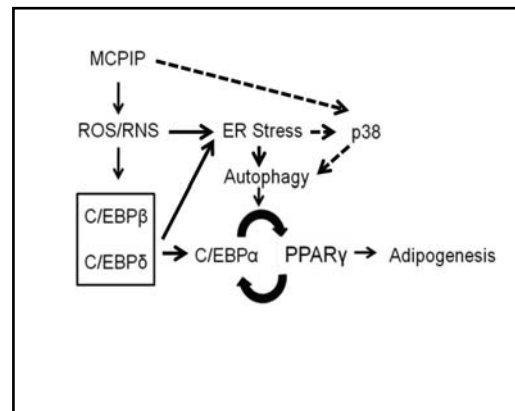 MCPIP
ROS/RNS
ER Stress
p38
Autophagy
C/EBPβ
C/EBPδ
C/EBPα
PPARγ
Adipogenesis